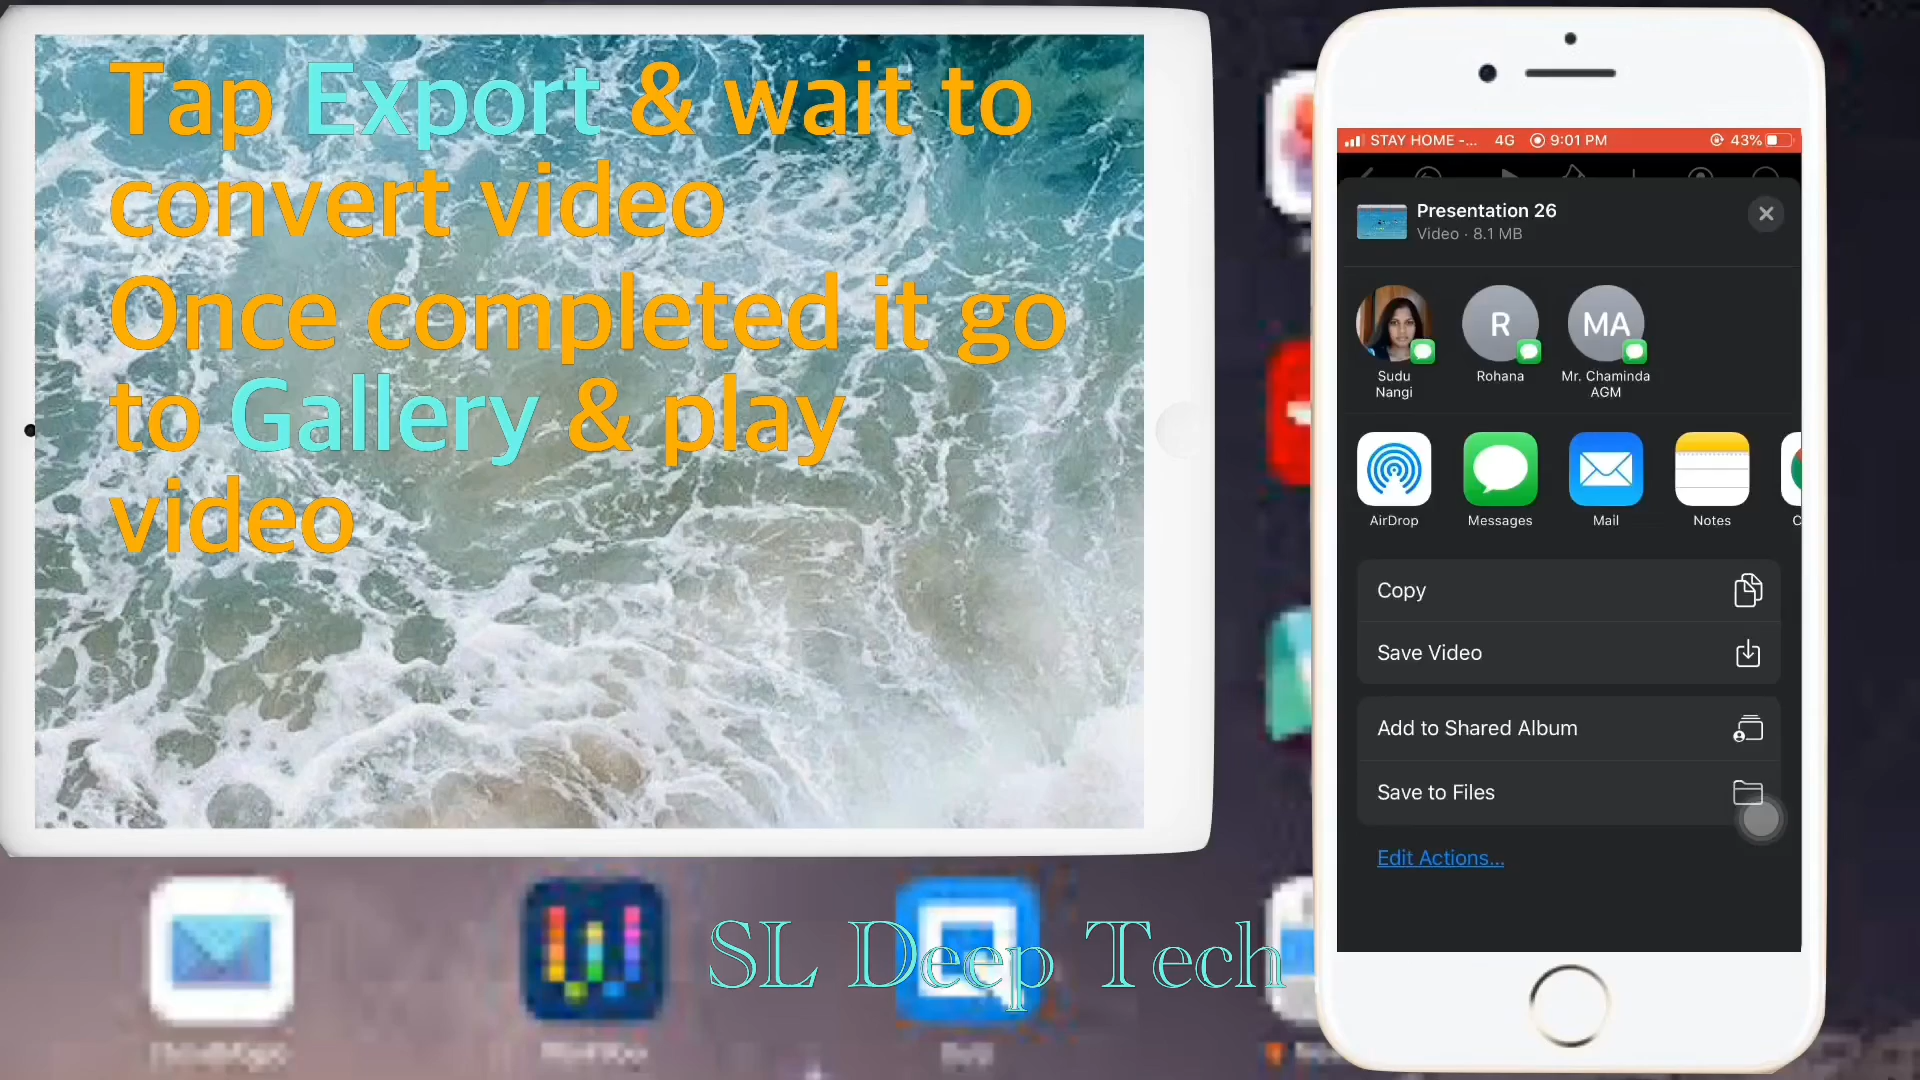 Tap Export & wait to
convert video
Once completed it go
to Gallery & play
video
STAY HOME -... 4G 9:01 PM 43%
Presentation 26
Video · 8.1 MB
R
MA
Sudu
Nangi
Rohana
Mr. Chaminda
AGM
AirDrop
Messages
Mail
Notes
Copy
Save Video
Add to Shared Album
Save to Files
Edit Actions...
SL Deep Tech